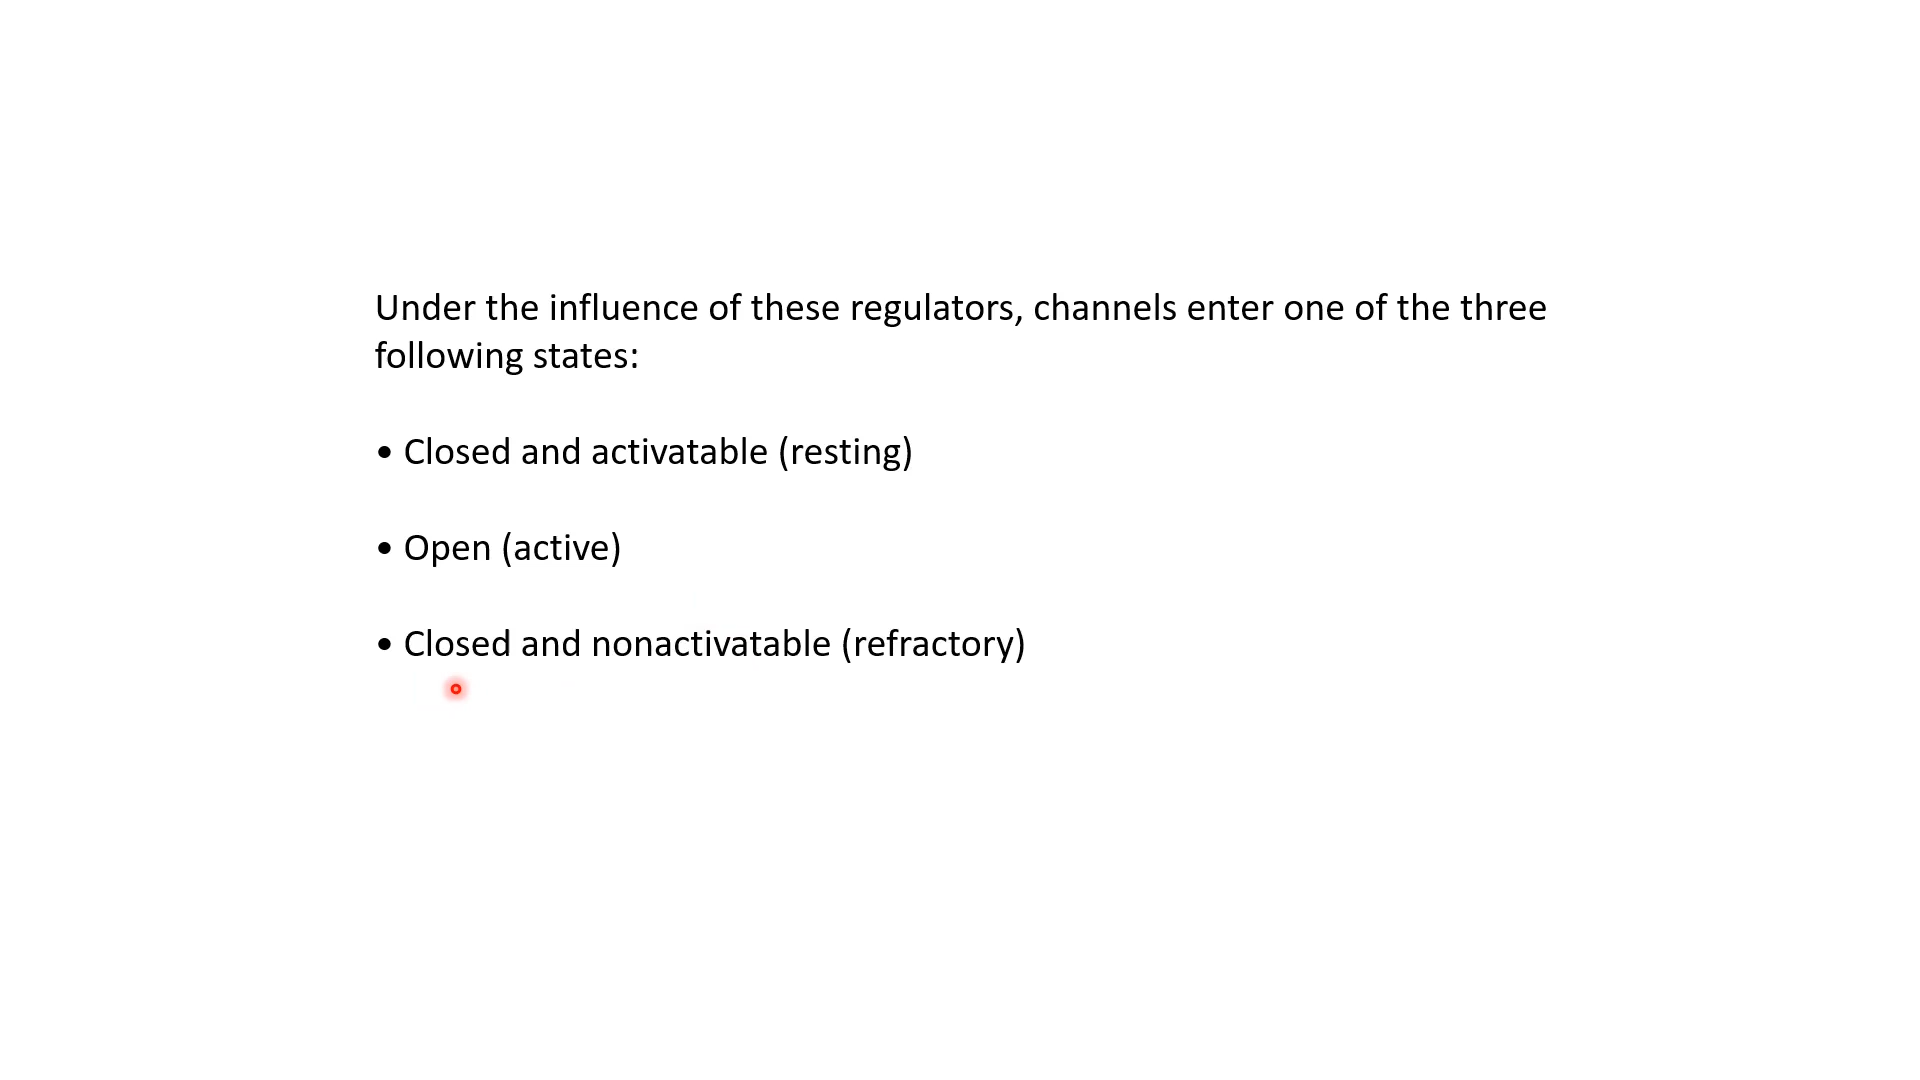 Under the influence of these regulators, channels enter one of the three
following states:
• Closed and activatable (resting)
• Open (active)
• Closed and nonactivatable (refractory)